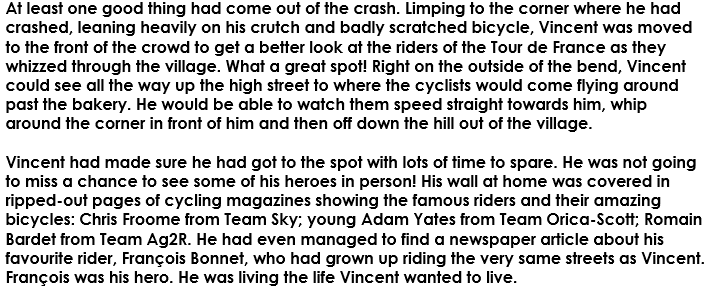 At least one good thing had come out of the crash. Limping to the corner where he had
crashed, leaning heavily on his crutch and badly scratched bicycle, Vincent was moved
to the front of the crowd to get a better look at the riders of the Tour de France as they
whizzed through the village. What a great spot! Right on the outside of the bend, Vincent
could see all the way up the high street to where the cyclists would come flying around
past the bakery. He would be able to watch them speed straight towards him, whip
around the corner in front of him and then off down the hill out of the village.

Vincent had made sure he had got to the spot with lots of time to spare. He was not going
to miss a chance to see some of his heroes in person! His wall at home was covered in
ripped-out pages of cycling magazines showing the famous riders and their amazing
bicycles: Chris Froome from Team Sky; young Adam Yates from Team Orica-Scott; Romain
Bardet from Team Ag2R. He had even managed to find a newspaper article about his
favourite rider, François Bonnet, who had grown up riding the very same streets as Vincent.
François was his hero. He was living the life Vincent wanted to live.